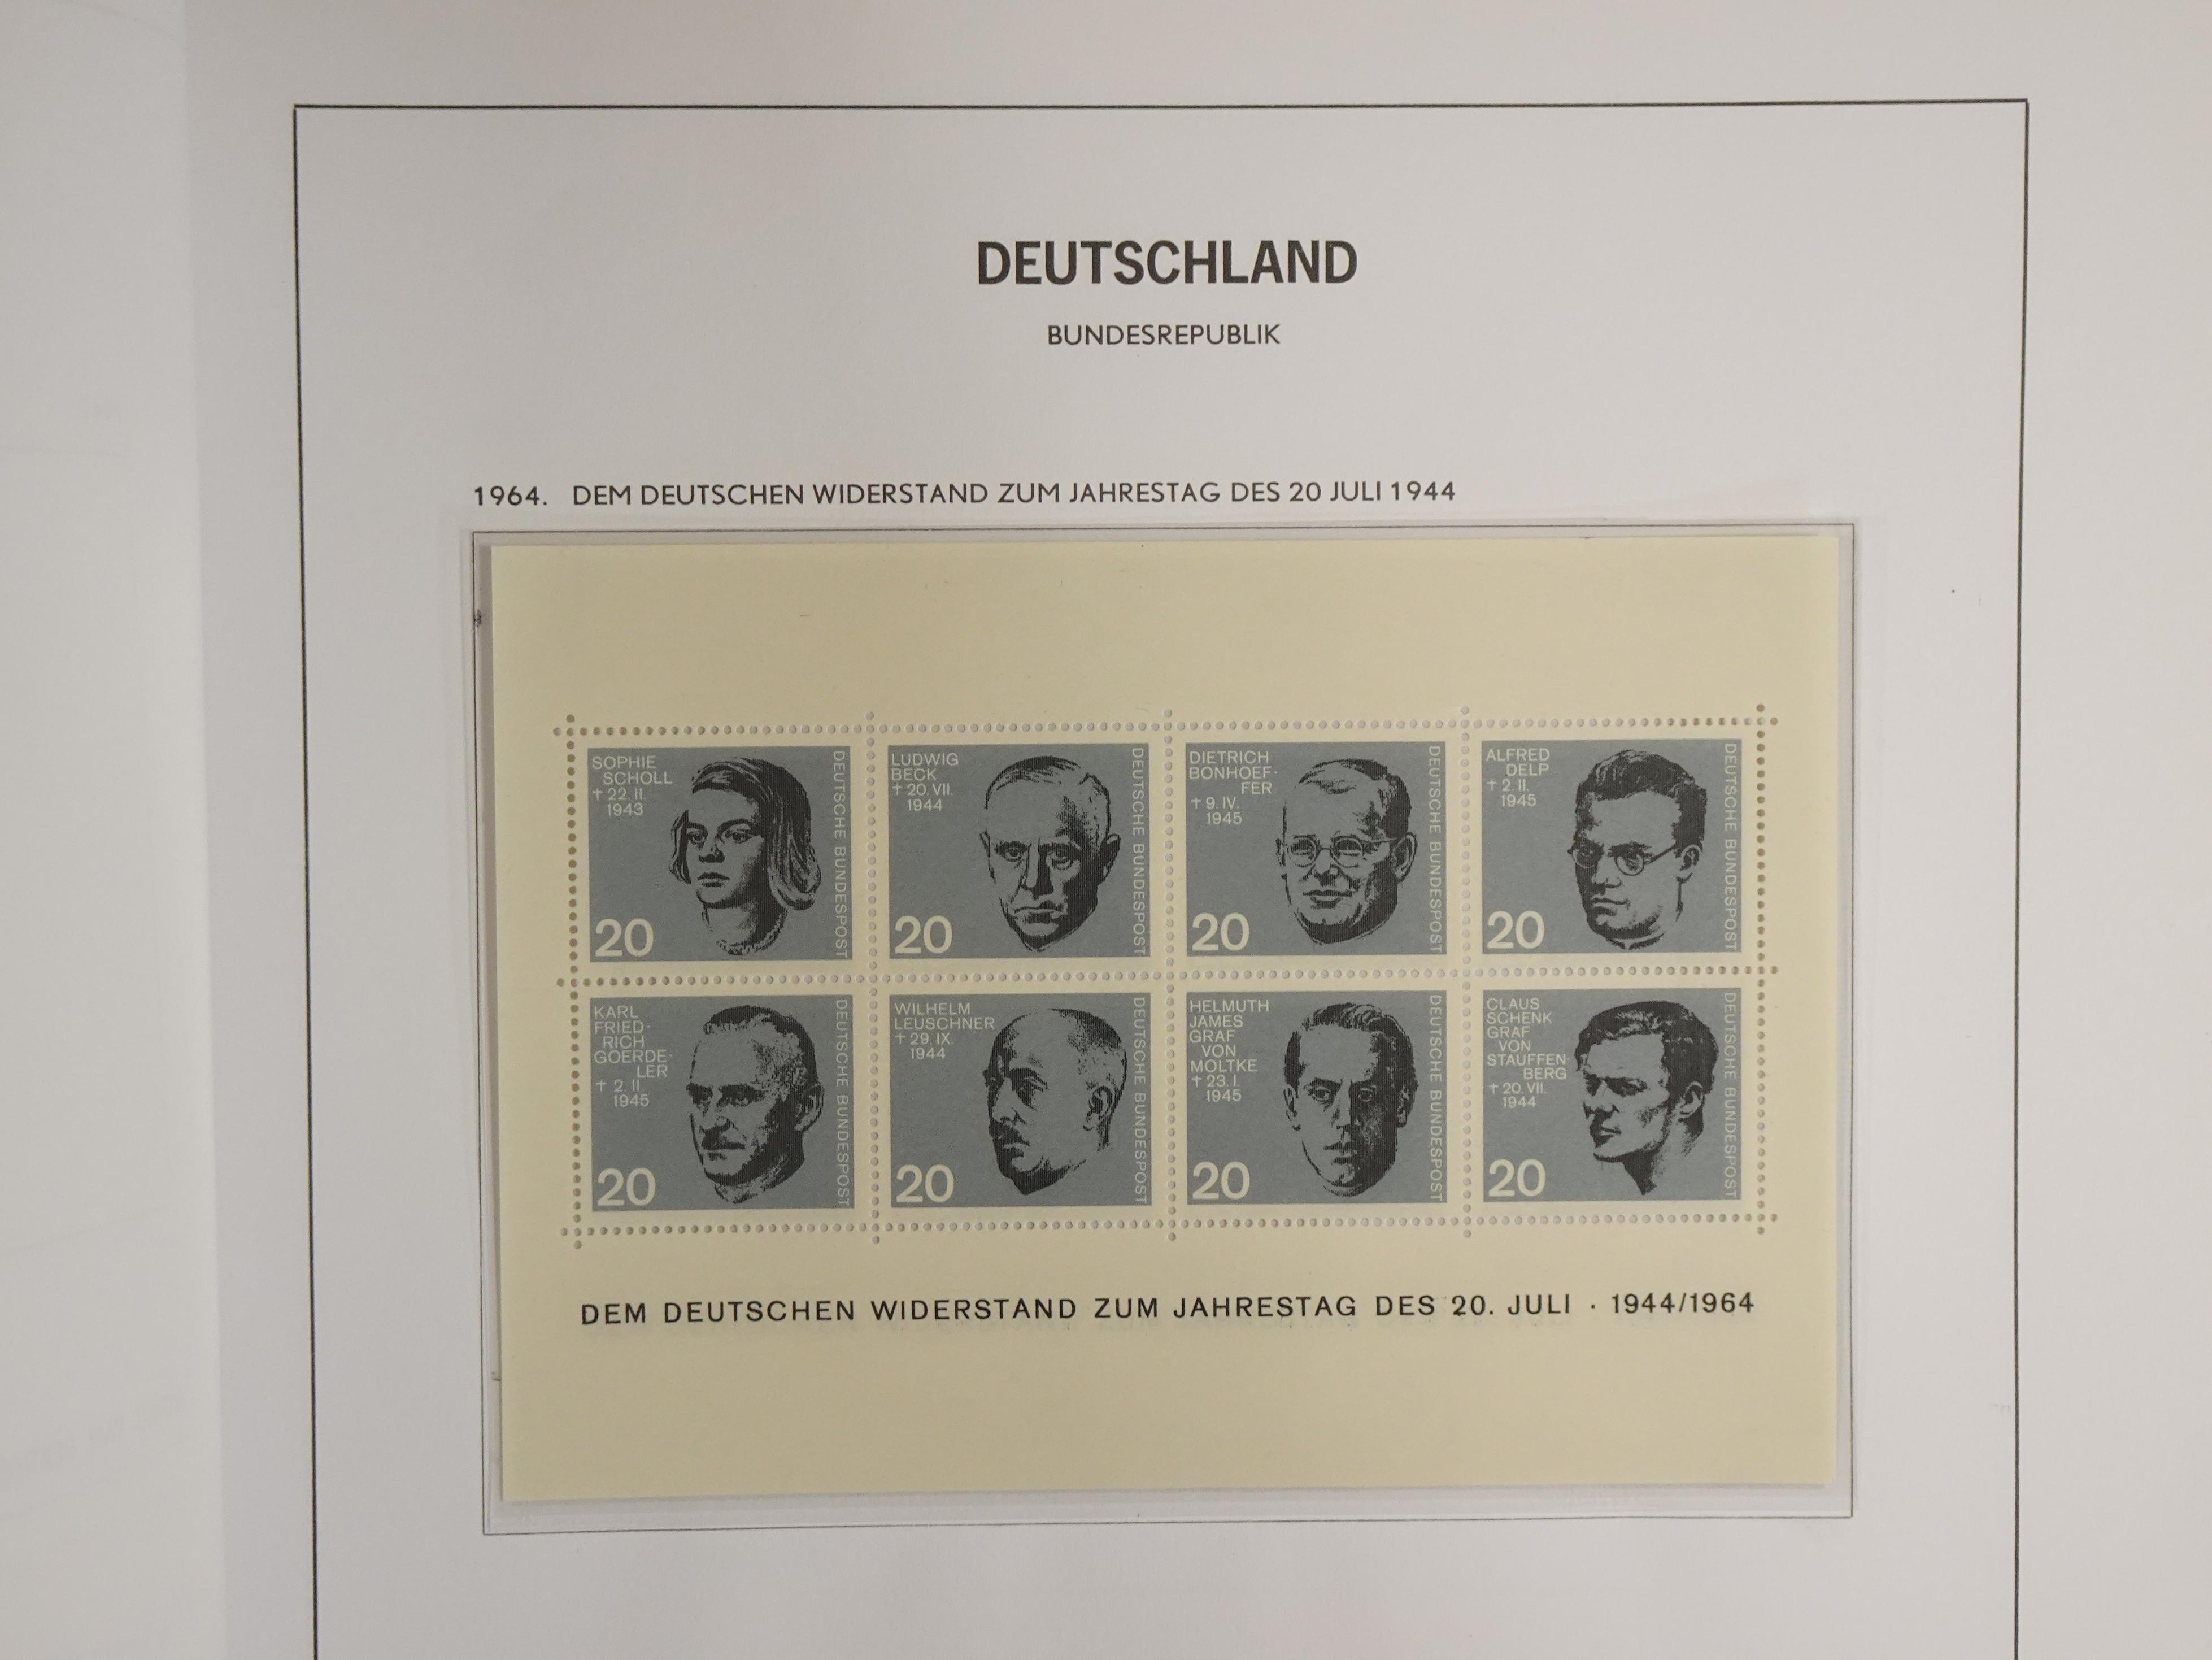 DEUTSCHLAND
BUNDESREPUBLIK
1964. DEM DEUTSCHEN WIDERSTAND ZUM JAHRESTAG DES 20 JULI 1944
SOPHIE
SCHOLL
† 22. II.
1943
20
DEUTSCHE BUNDESPOST
LUDWIG
BECK
† 20. VII.
1944
20
DEUTSCHE BUNDESPOST
DIETRICH
BONHOEF-
FER
† 9. IV.
1945
20
DEUTSCHE BUNDESPOST
ALFRED
DELP
† 2. II.
1945
20
DEUTSCHE BUNDESPOST
KARL
FRIED-
RICH
GOERDE-
LER
† 2. II.
1945
20
DEUTSCHE BUNDESPOST
WILHELM
LEUSCHNER
† 29. IX.
1944
20
DEUTSCHE BUNDESPOST
HELMUTH
JAMES
GRAF
VON
MOLTKE
† 23. I.
1945
20
DEUTSCHE BUNDESPOST
CLAUS
SCHENK
GRAF
VON
STAUFFEN-
BERG
† 20. VII.
1944
20
DEUTSCHE BUNDESPOST
DEM DEUTSCHEN WIDERSTAND ZUM JAHRESTAG DES 20. JULI · 1944/1964